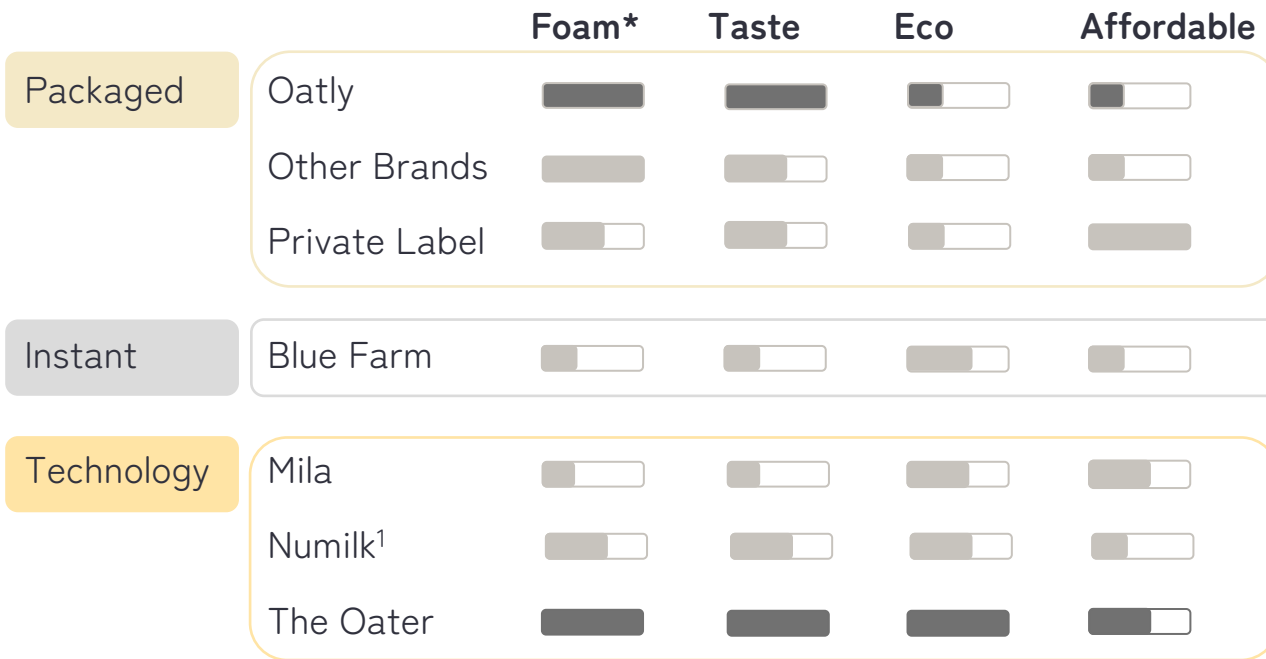 Foam* Taste Eco Affordable
Packaged Oatly
Other Brands
Private Label
Instant Blue Farm
Technology Mila
Numilk¹
The Oater